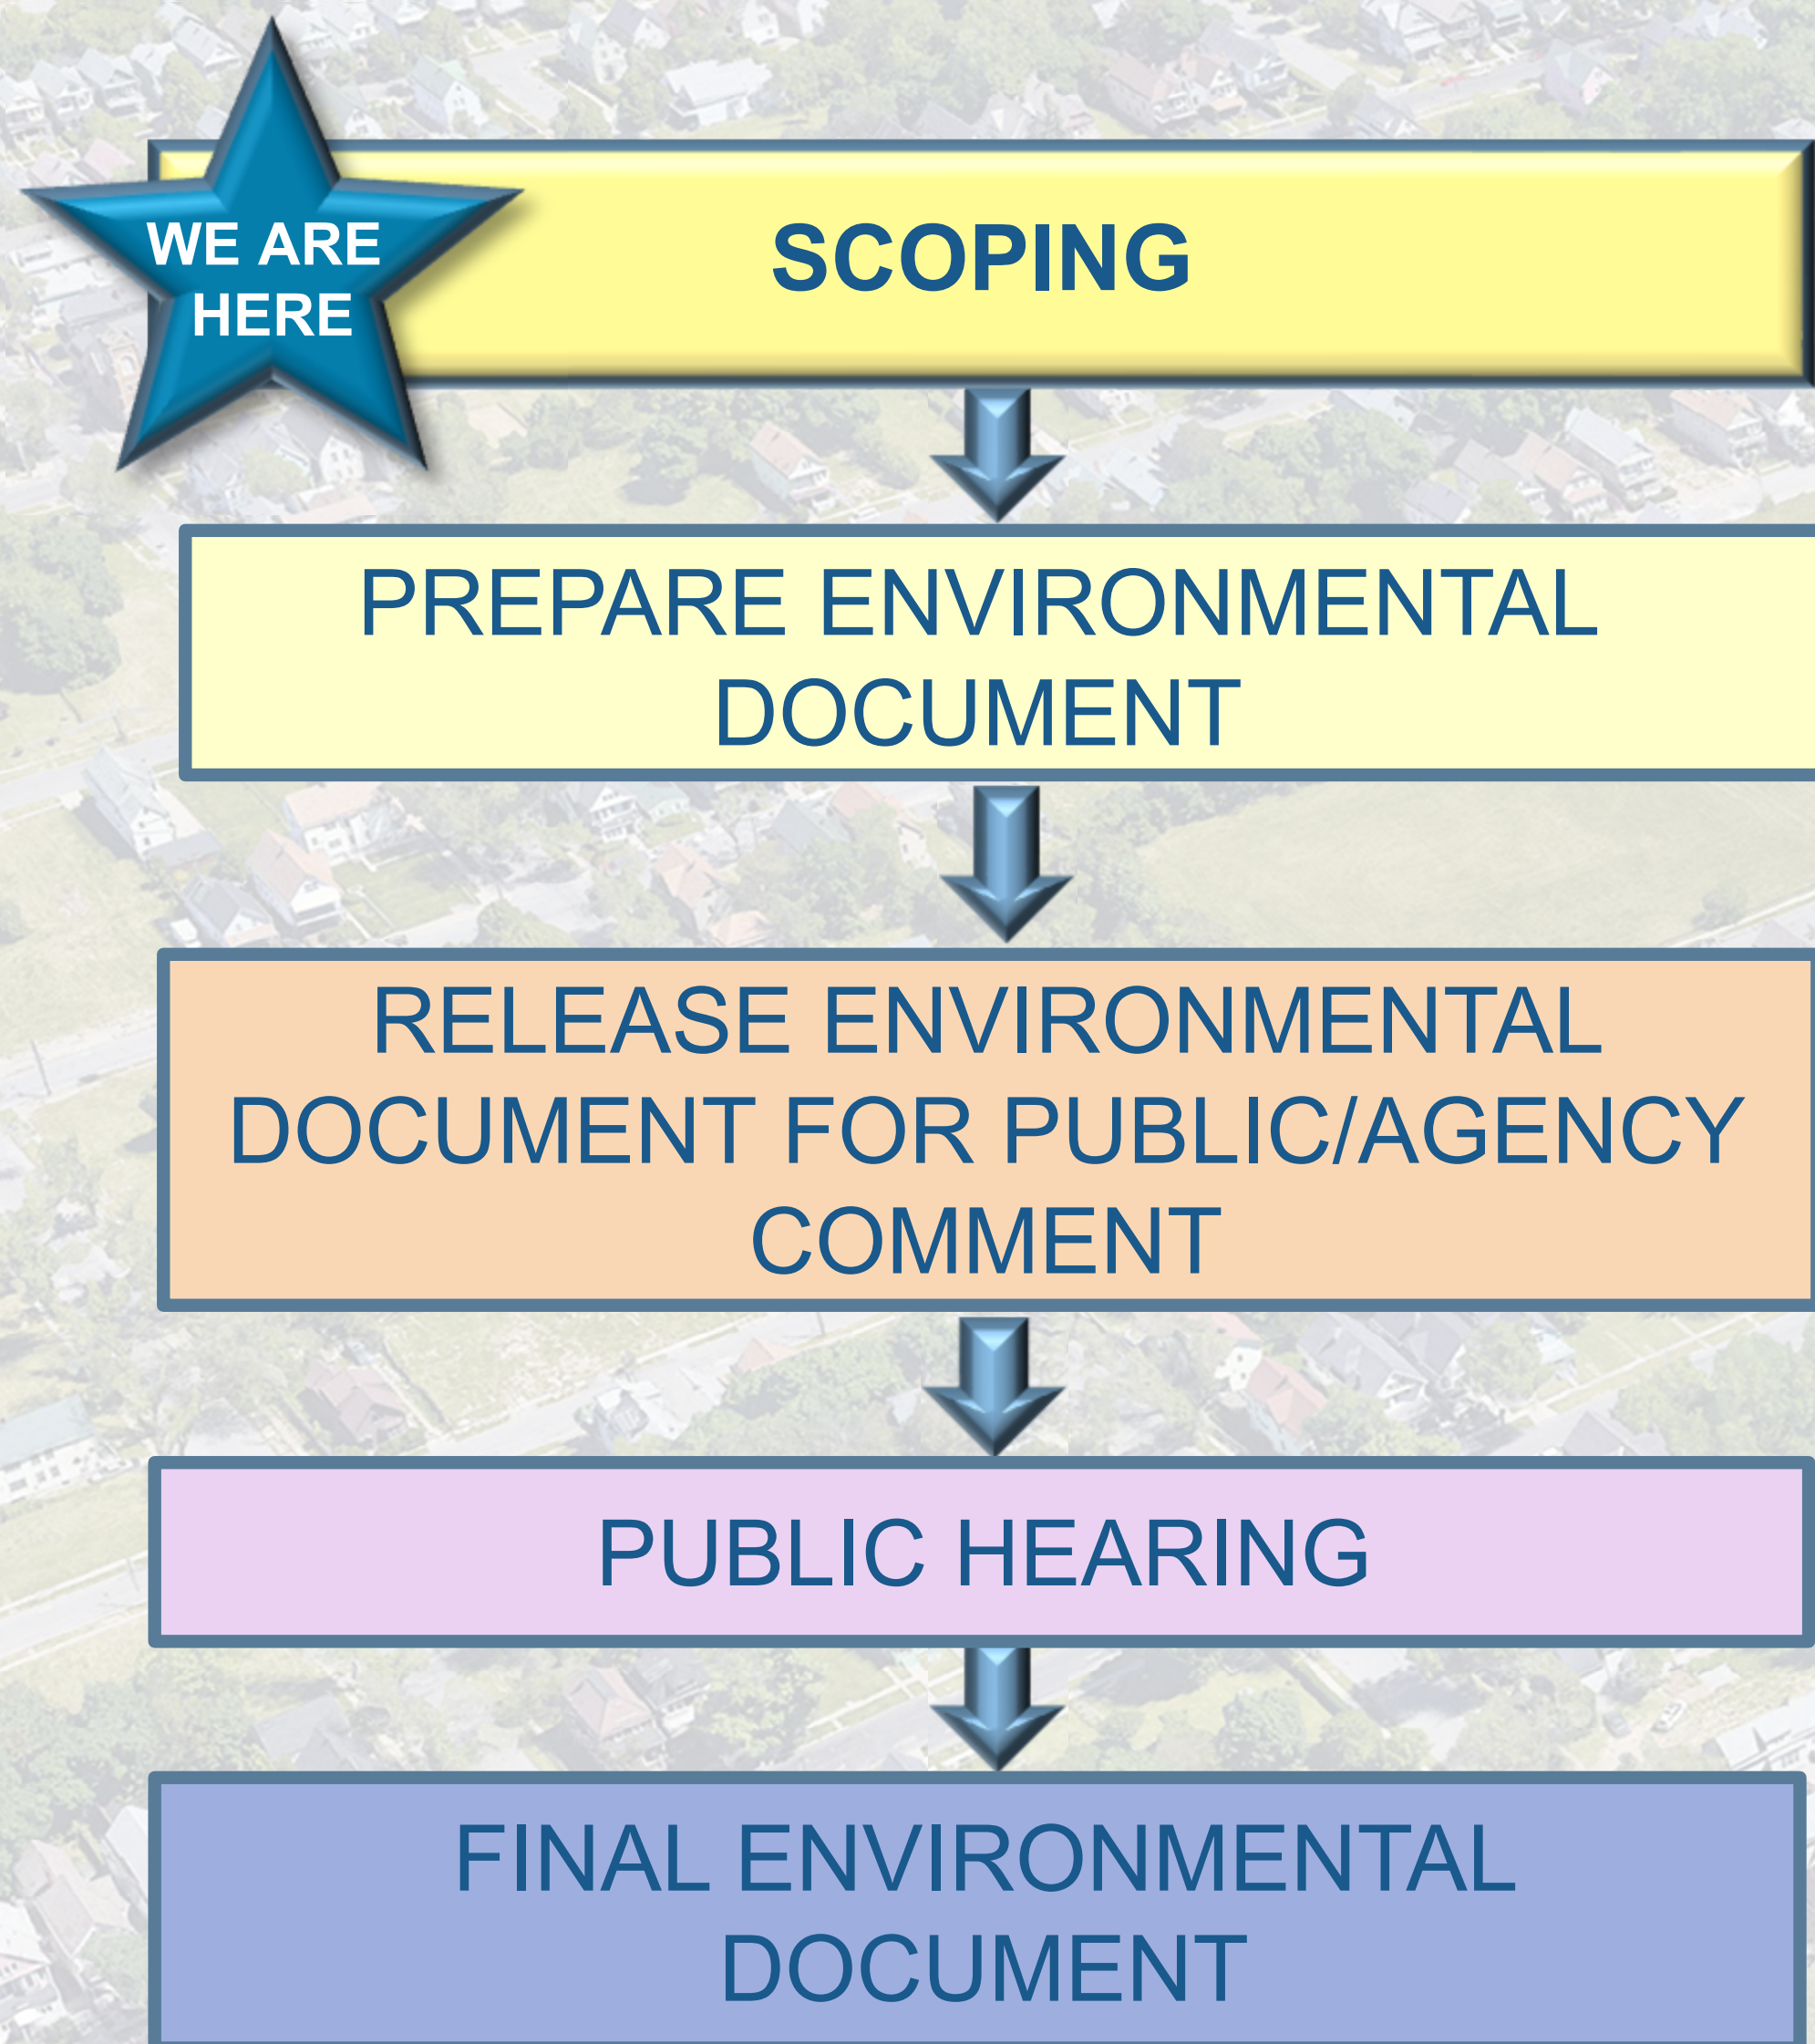 WE ARE
HERE
SCOPING
PREPARE ENVIRONMENTAL
DOCUMENT
RELEASE ENVIRONMENTAL
DOCUMENT FOR PUBLIC/AGENCY
COMMENT
PUBLIC HEARING
FINAL ENVIRONMENTAL
DOCUMENT